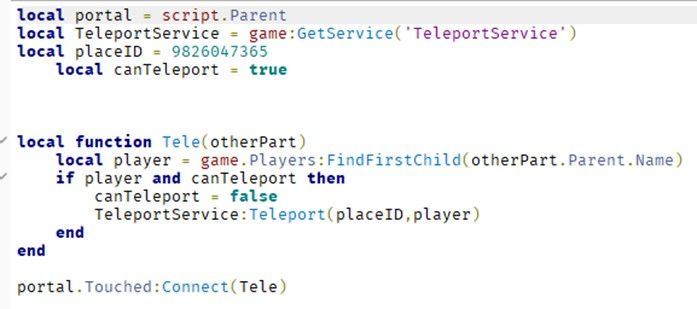 local portal = script.Parent
local TeleportService = game:GetService('TeleportService')
local placeID = 9826047365
    local canTeleport = true
local function Tele(otherPart)
    local player = game.Players:FindFirstChild(otherPart.Parent.Name)
    if player and canTeleport then
        canTeleport = false
        TeleportService:Teleport(placeID,player)
    end
end
portal.Touched:Connect(Tele)